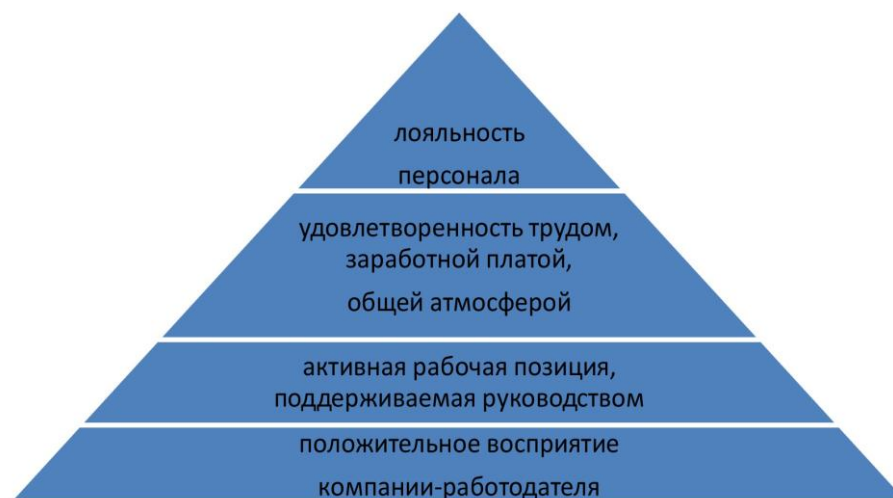 лояльность
персонала
удовлетворенность трудом,
заработной платой,
общей атмосферой
активная рабочая позиция,
поддерживаемая руководством
положительное восприятие
компании-работодателя